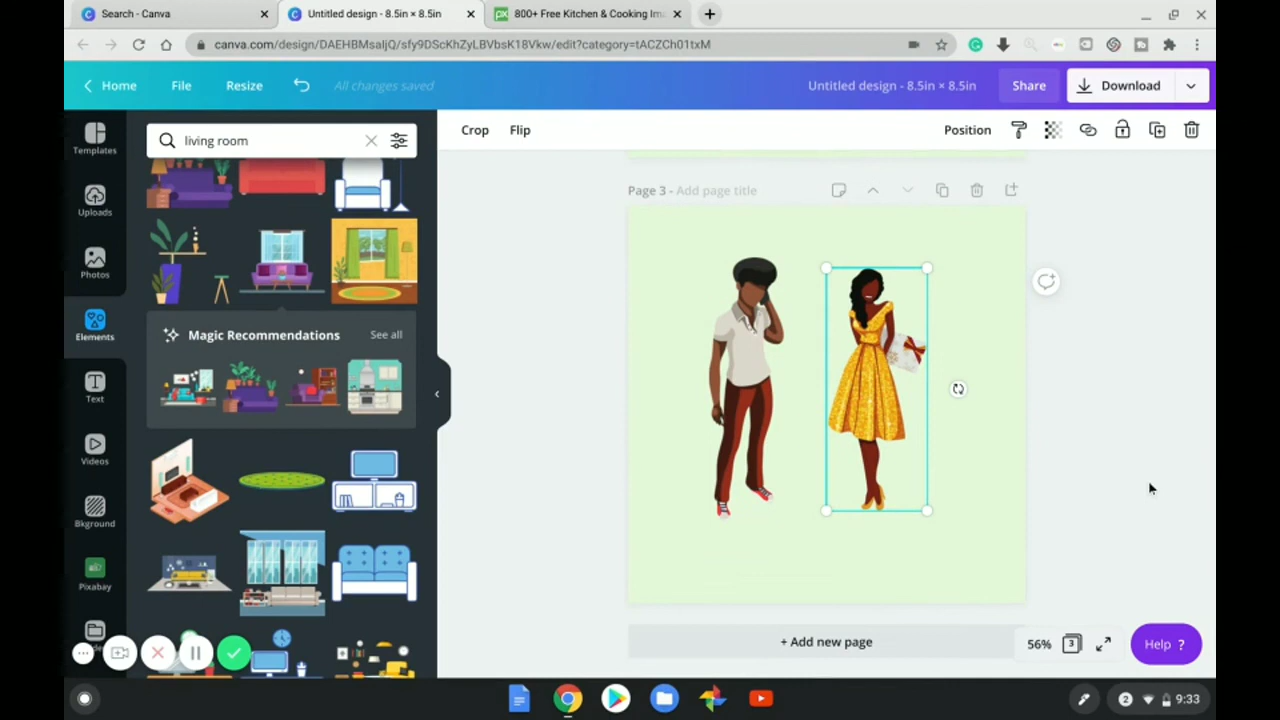 Search - Canva
Untitled design - 8.5in × 8.5in
800+ Free Kitchen & Cooking Im
canva.com/design/DAEHBMsaljQ/sfy9DScKhZyLBVbsK18Vkw/edit?category=tACZCh01txM
Home
File
Resize
All changes saved
Untitled design - 8.5in × 8.5in
Share
Download
living room
Crop
Flip
Position
Templates
Uploads
Photos
Elements
Text
Videos
Bkground
Pixabay
Magic Recommendations
See all
Page 3 - Add page title
+ Add new page
56%
3
Help ?
2
9:33